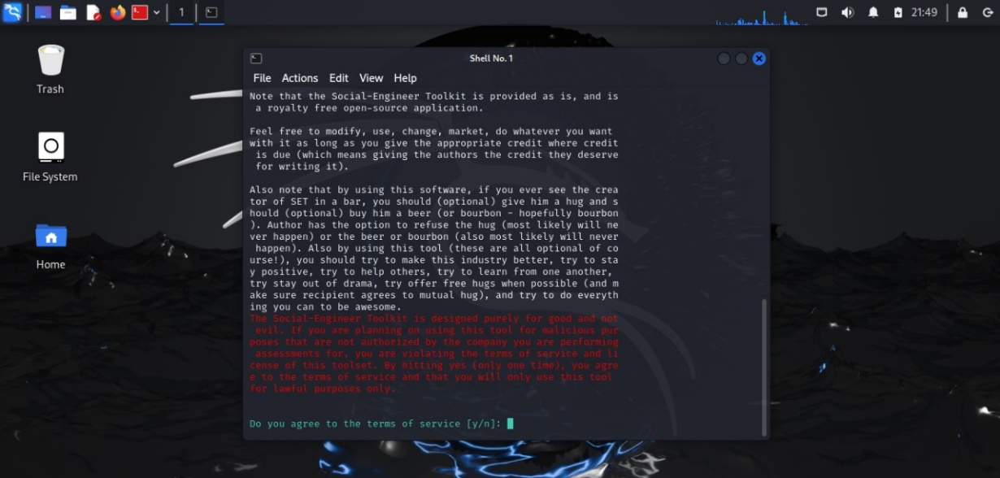 1
21:49
Trash
File System
Home
Shell No. 1
File Actions Edit View Help
Note that the Social-Engineer Toolkit is provided as is, and is
a royalty free open-source application.
Feel free to modify, use, change, market, do whatever you want
with it as long as you give the appropriate credit where credit
is due (which means giving the authors the credit they deserve
for writing it).
Also note that by using this software, if you ever see the crea
tor of SET in a bar, you should (optional) give him a hug and s
hould (optional) buy him a beer (or bourbon - hopefully bourbon
). Author has the option to refuse the hug (most likely will ne
ver happen) or the beer or bourbon (also most likely will never
happen). Also by using this tool (these are all optional of co
urse!), you should try to make this industry better, try to sta
y positive, try to help others, try to learn from one another,
try stay out of drama, try offer free hugs when possible (and m
ake sure recipient agrees to mutual hug), and try to do everyth
ing you can to be awesome.
The Social-Engineer Toolkit is designed purely for good and not
evil. If you are planning on using this tool for malicious pur
poses that are not authorized by the company you are performing
assessments for, you are violating the terms of service and li
cense of this toolset. By hitting yes (only one time), you agre
e to the terms of service and that you will only use this tool
for lawful purposes only.
Do you agree to the terms of service [y/n]: